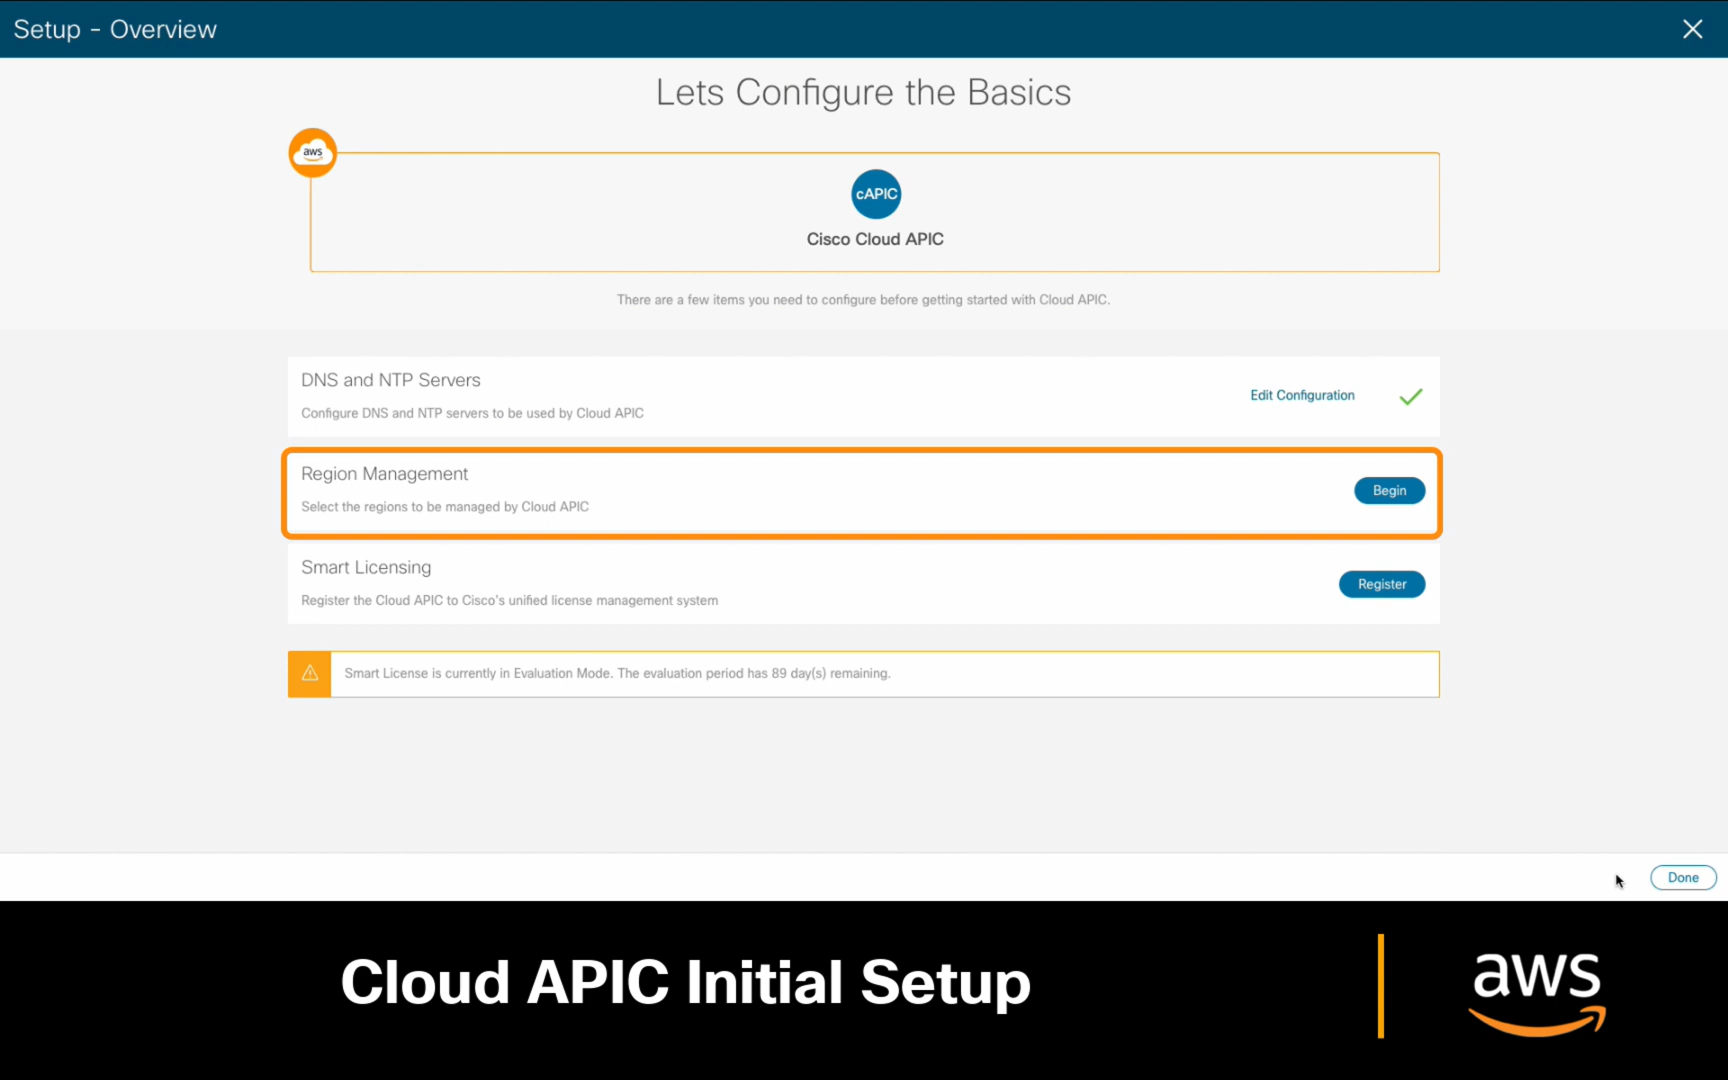 Setup - Overview
Lets Configure the Basics
aws
cAPIC
Cisco Cloud APIC
There are a few items you need to configure before getting started with Cloud APIC.
DNS and NTP Servers
Configure DNS and NTP servers to be used by Cloud APIC
Edit Configuration
Region Management
Select the regions to be managed by Cloud APIC
Begin
Smart Licensing
Register the Cloud APIC to Cisco's unified license management system
Register
Smart License is currently in Evaluation Mode. The evaluation period has 89 day(s) remaining.
Done
Cloud APIC Initial Setup
aws